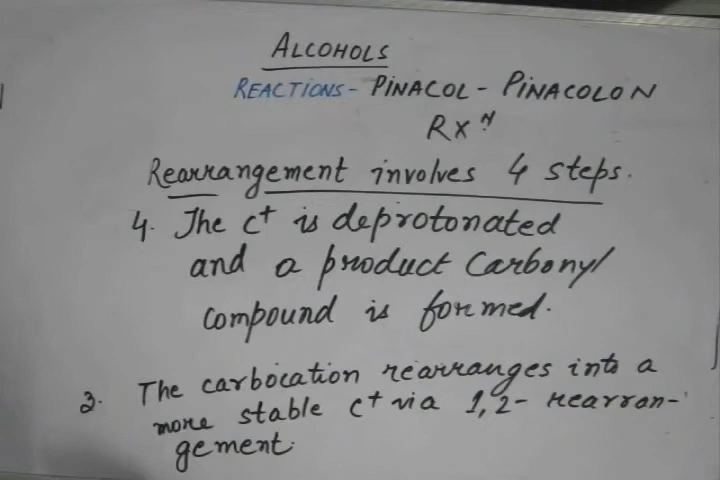 ALCOHOLS
REACTIONS - PINACOL - PINACOLON
RXN
Rearrangement involves 4 steps.
4. The C+ is deprotonated
and a product Carbonyl
compound is formed.
3. The carbocation rearranges into a
more stable C+ via 1,2- rearran-
gement.